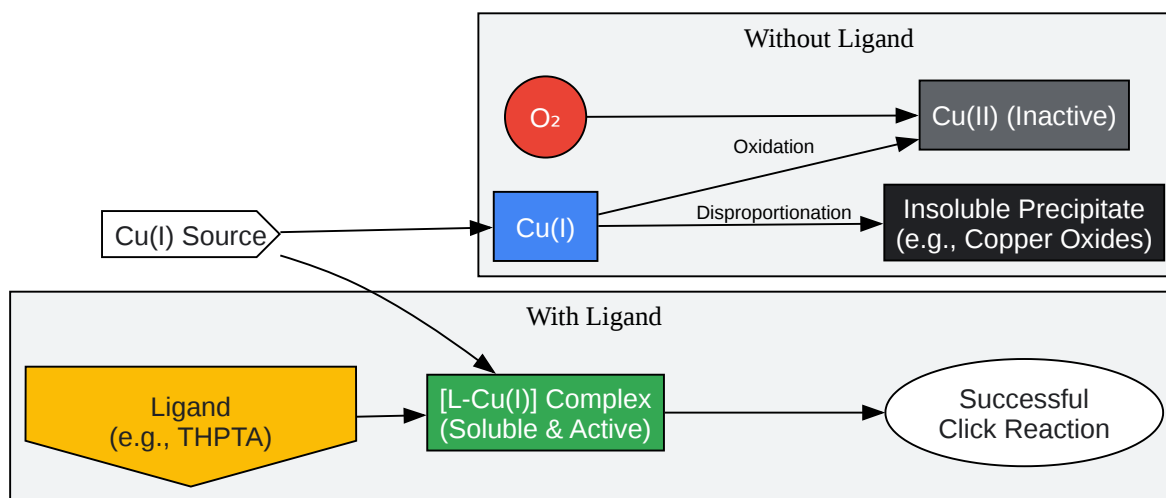 Without Ligand
O₂
Cu(II) (Inactive)
Oxidation
Cu(I) Source
Cu(I)
Disproportionation
Insoluble Precipitate
(e.g., Copper Oxides)
With Ligand
Ligand
(e.g., THPTA)
[L-Cu(I)] Complex
(Soluble & Active)
Successful
Click Reaction